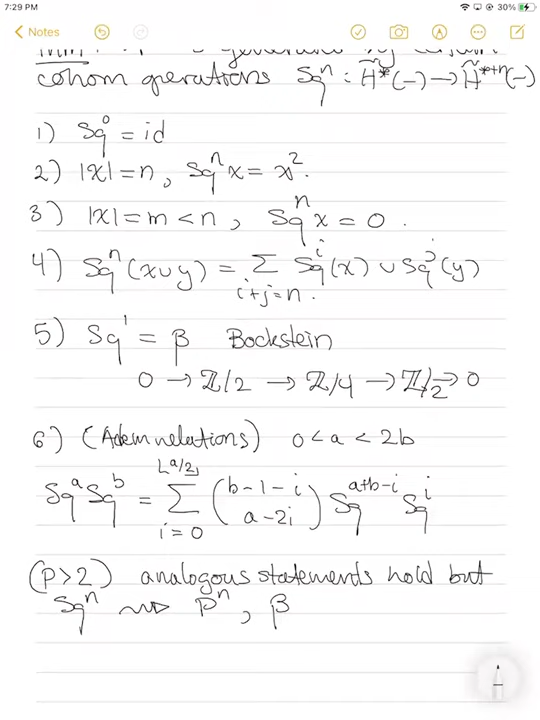 7:29 PM 30%
Notes
cohom operations Sq^n : H̃^*(-) → H̃^{*+n}(-)
1) Sq^0 = id
2) |x| = n, Sq^n x = x^2.
3) |x| = m < n, Sq^n x = 0.
4) Sq^n (x∪y) = Σ_{i+j=n} Sq^i(x) ∪ Sq^j(y)
5) Sq^1 = β Bockstein
0 → ℤ/2 → ℤ/4 → ℤ/2 → 0
6) (Adem relations) 0 < a < 2b
Sq^a Sq^b = Σ_{i=0}^{⌊a/2⌋} (b-1-i a-2i) Sq^{a+b-i} Sq^i
(p>2) analogous statements hold but
Sq^n ⇝ P^n, β